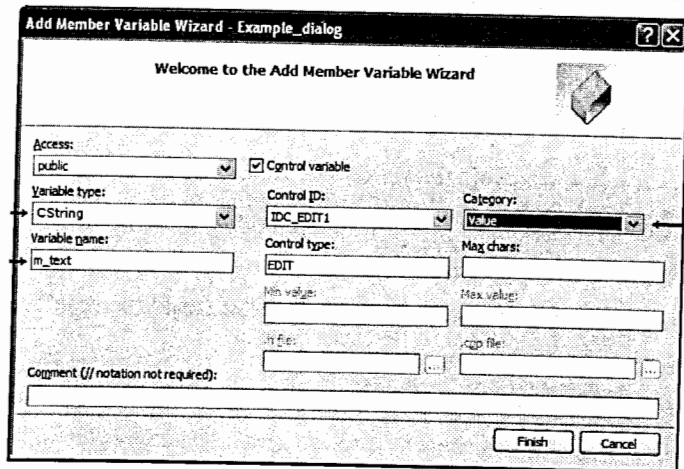 Add Member Variable Wizard - Example_dialog
Welcome to the Add Member Variable Wizard
Access:
public
Control variable
Variable type:
Control ID:
Category:
CString
IDC_EDIT1
Value
Variable name:
Control type:
Max chars:
m_text
EDIT
Min value:
Max value:
.h file:
.cpp file:
...
...
Comment (// notation not required):
Finish
Cancel